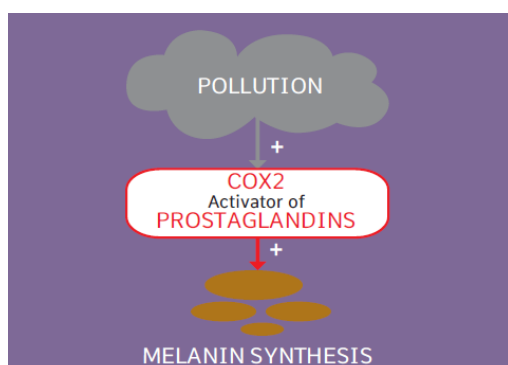 POLLUTION
+
COX2
Activator of
PROSTAGLANDINS
+
MELANIN SYNTHESIS